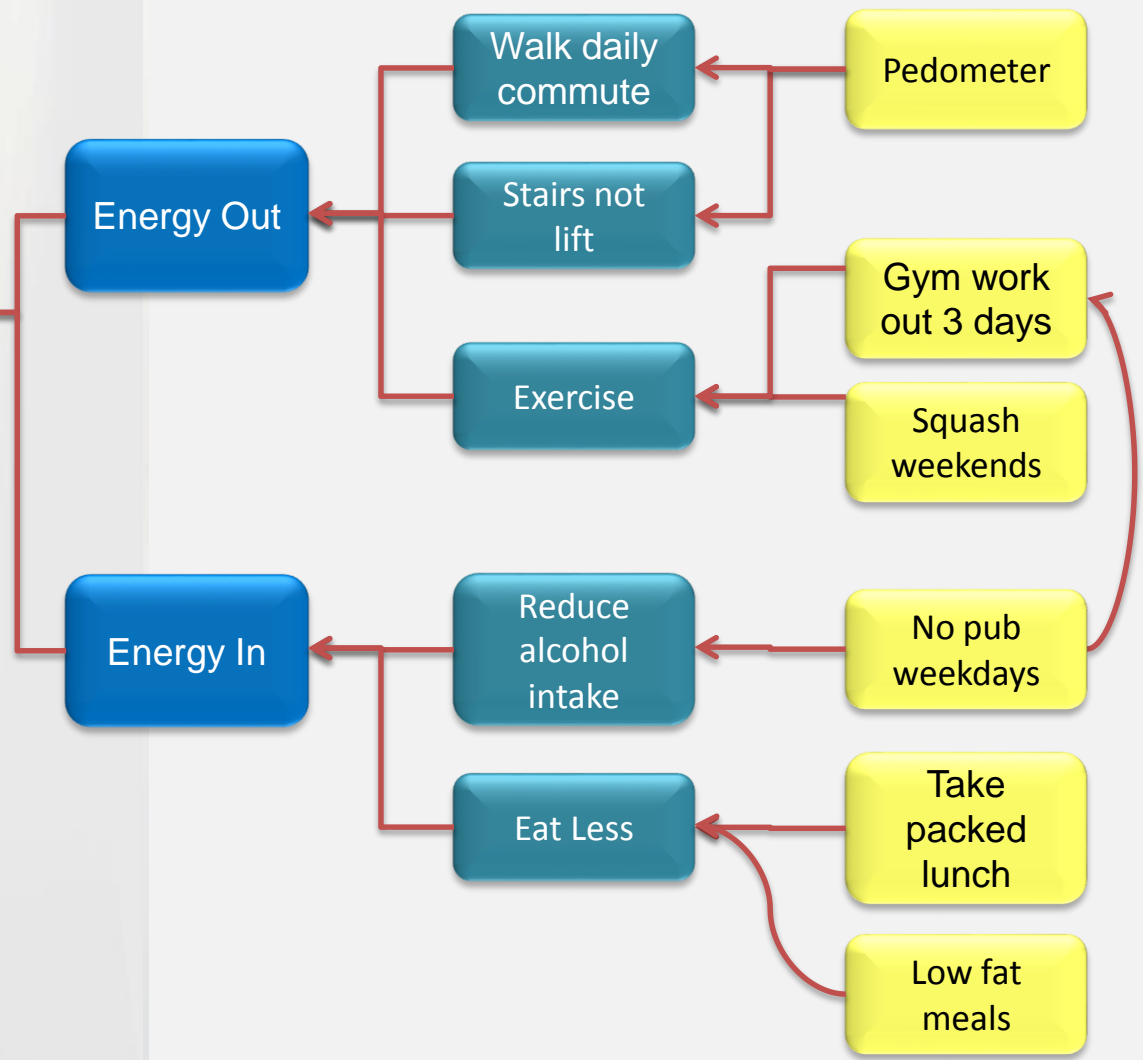 Walk daily
commute
Pedometer
Energy Out
Stairs not
lift
Gym work
out 3 days
Exercise
Squash
weekends
Energy In
Reduce
alcohol
intake
No pub
weekdays
Eat Less
Take
packed
lunch
Low fat
meals